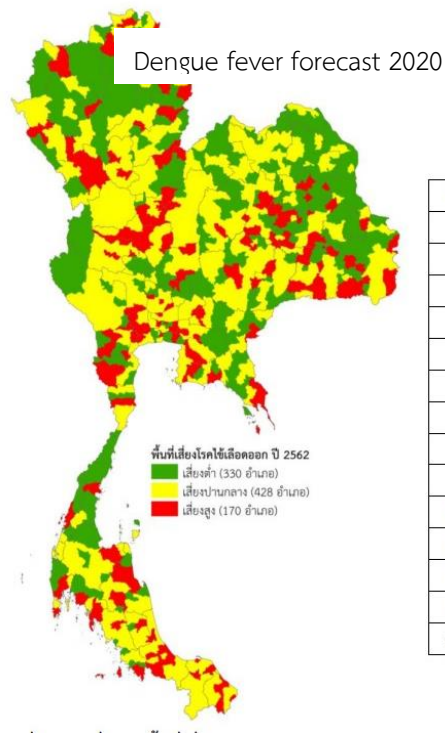 Dengue fever forecast 2020
พื้นที่เสี่ยงโรคไข้เลือดออก ปี 2562
เสี่ยงต่ำ (330 อำเภอ)
เสี่ยงปานกลาง (428 อำเภอ)
เสี่ยงสูง (170 อำเภอ)